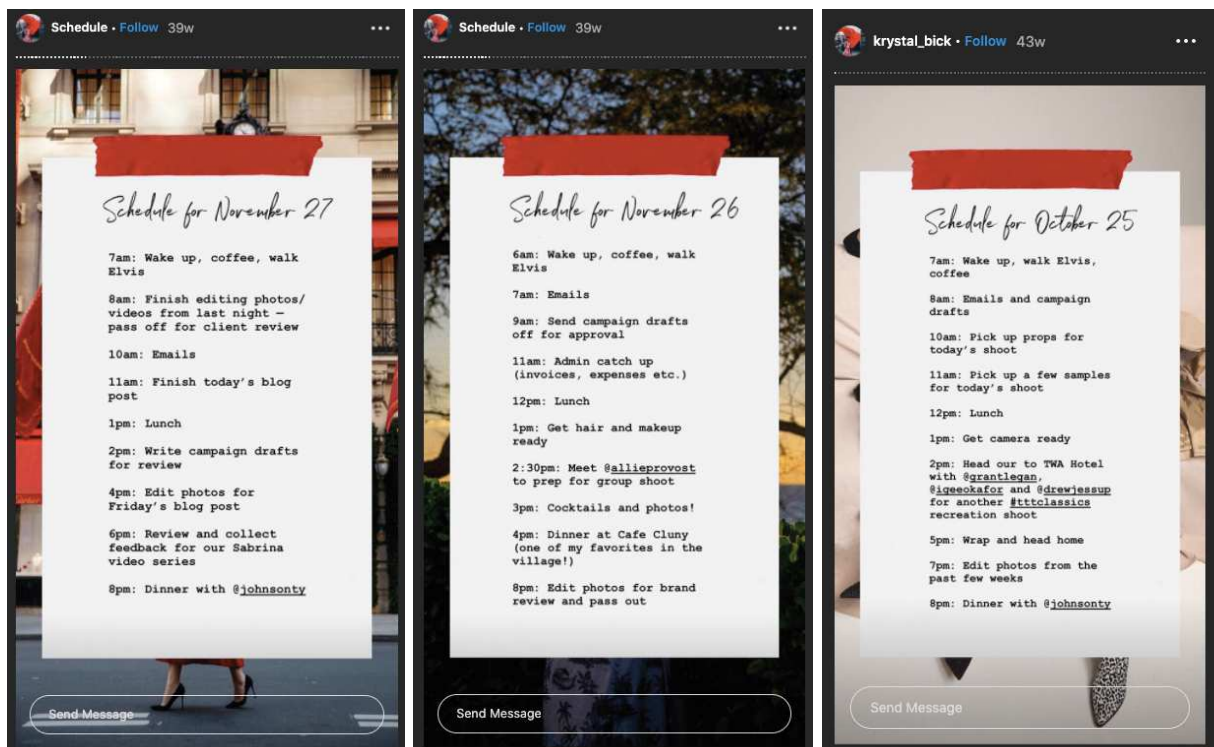 Schedule • Follow 39w
Schedule for November 27
7am: Wake up, coffee, walk
Elvis
8am: Finish editing photos/
videos from last night —
pass off for client review
10am: Emails
11am: Finish today's blog
post
1pm: Lunch
2pm: Write campaign drafts
for review
4pm: Edit photos for
Friday's blog post
6pm: Review and collect
feedback for our Sabrina
video series
8pm: Dinner with @johnsonty
Send Message
Schedule • Follow 39w
Schedule for November 26
6am: Wake up, coffee, walk
Elvis
7am: Emails
9am: Send campaign drafts
off for approval
11am: Admin catch up
(invoices, expenses etc.)
12pm: Lunch
1pm: Get hair and makeup
ready
2:30pm: Meet @allieprovost
to prep for group shoot
3pm: Cocktails and photos!
4pm: Dinner at Cafe Cluny
(one of my favorites in the
village!)
8pm: Edit photos for brand
review and pass out
Send Message
krystal_bick • Follow 43w
Schedule for October 25
7am: Wake up, walk Elvis,
coffee
8am: Emails and campaign
drafts
10am: Pick up props for
today's shoot
11am: Pick up a few samples
for today's shoot
12pm: Lunch
1pm: Get camera ready
2pm: Head our to TWA Hotel
with @grantlegan,
@igeeokafor and @drewjessup
for another #tttclassics
recreation shoot
5pm: Wrap and head home
7pm: Edit photos from the
past few weeks
8pm: Dinner with @johnsonty
Send Message